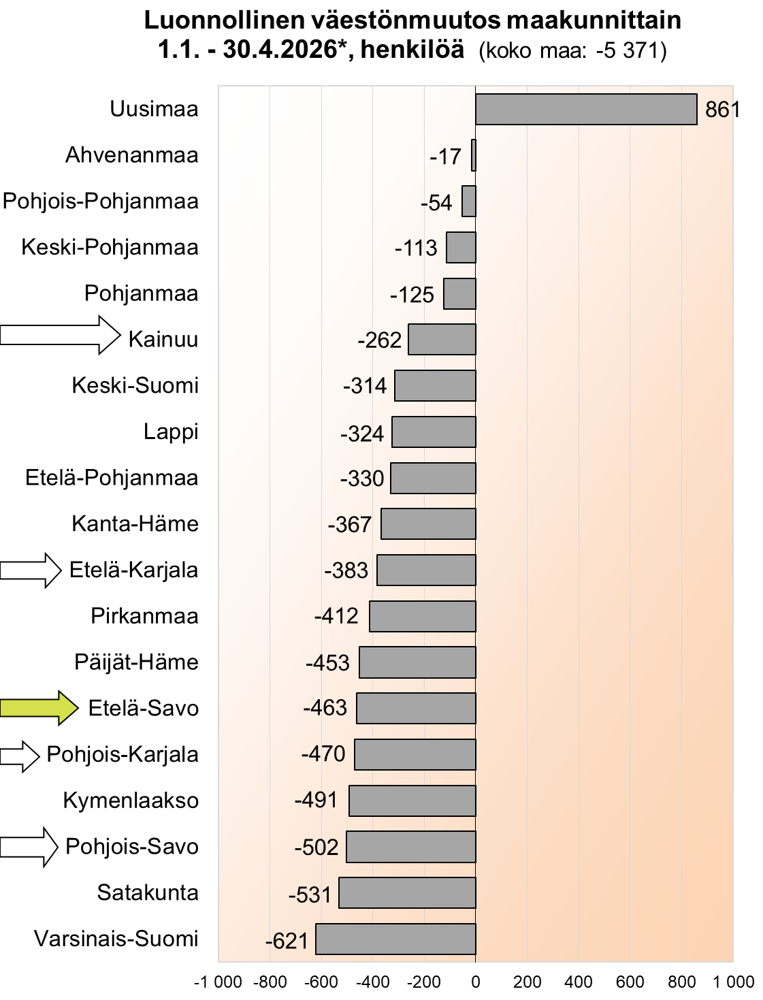 Luonnollinen väestönmuutos maakunnittain
1.1. - 30.4.2026*, henkilöä (koko maa: -5 371)
Uusimaa 861
Ahvenanmaa -17
Pohjois-Pohjanmaa -54
Keski-Pohjanmaa -113
Pohjanmaa -125
Kainuu -262
Keski-Suomi -314
Lappi -324
Etelä-Pohjanmaa -330
Kanta-Häme -367
Etelä-Karjala -383
Pirkanmaa -412
Päijät-Häme -453
Etelä-Savo -463
Pohjois-Karjala -470
Kymenlaakso -491
Pohjois-Savo -502
Satakunta -531
Varsinais-Suomi -621
-1 000 -800 -600 -400 -200 0 200 400 600 800 1 000